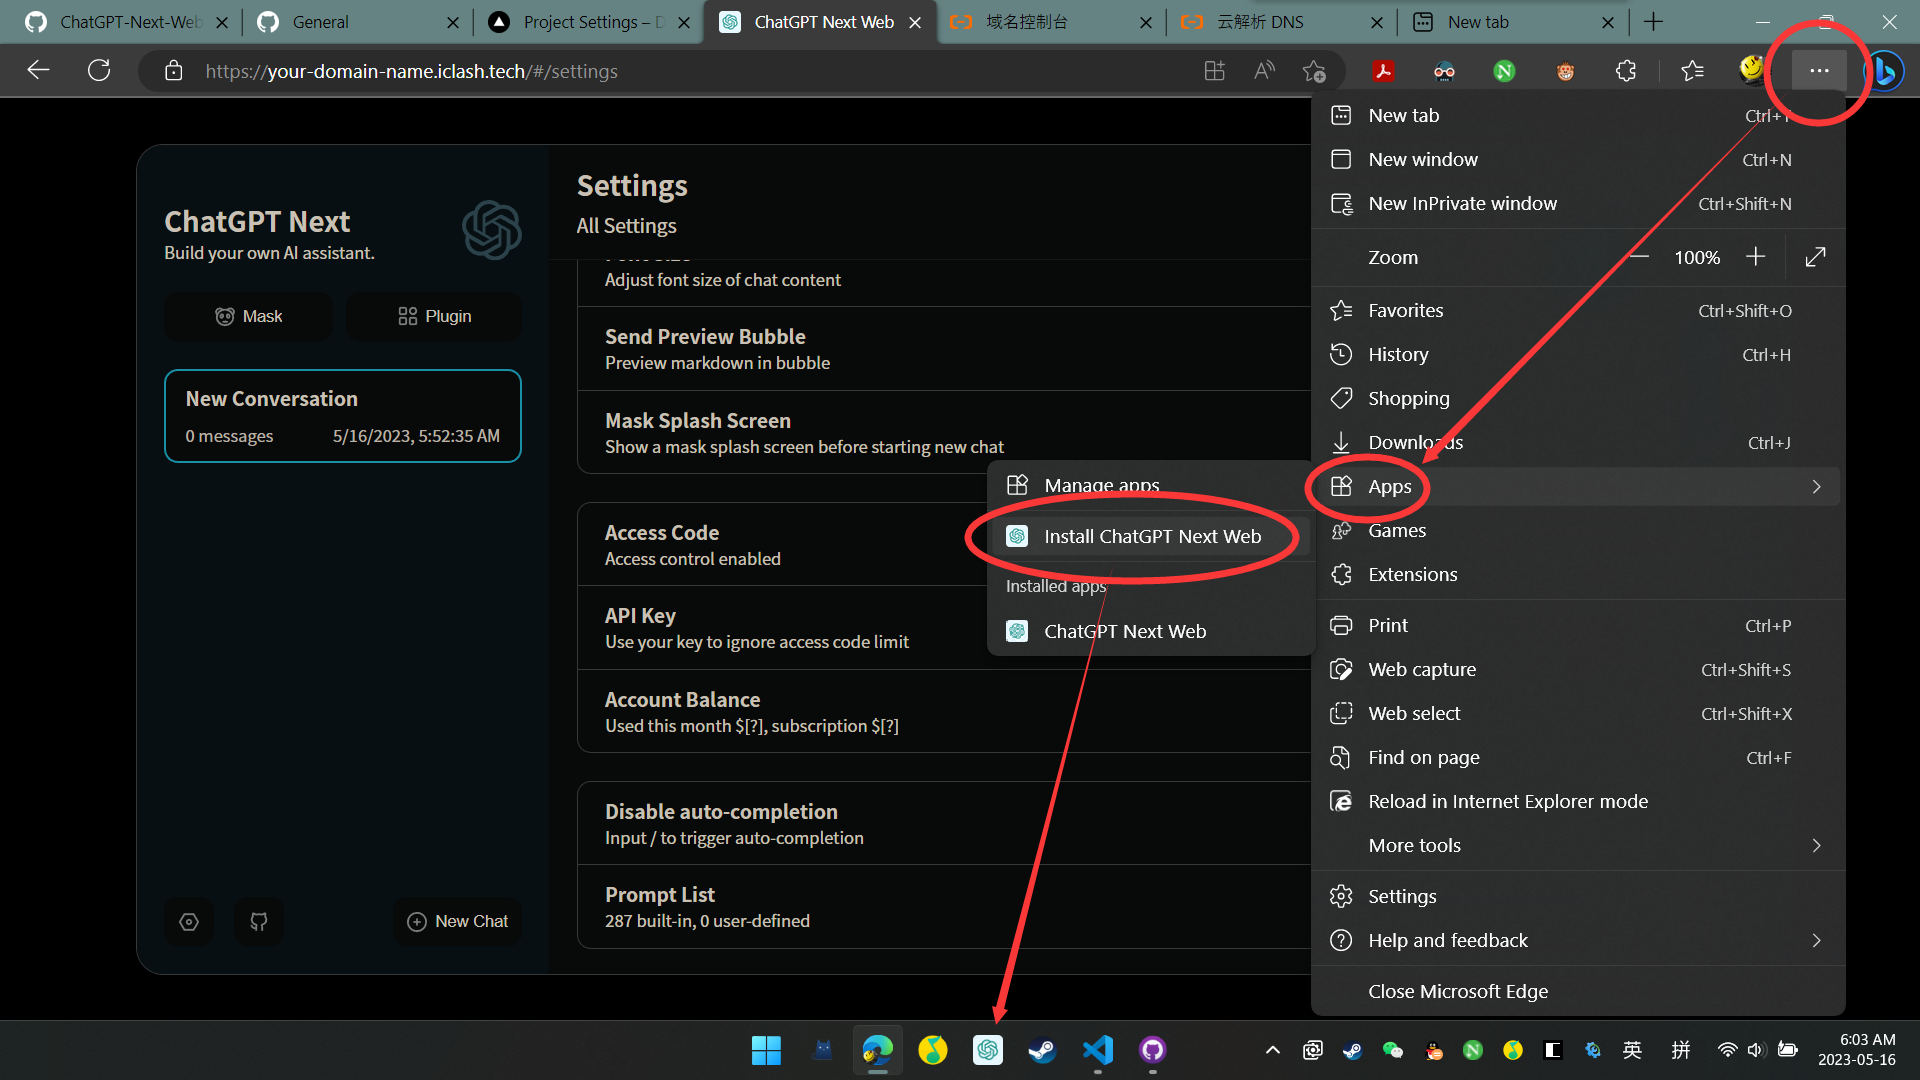 ChatGPT-Next-Web
General
Project Settings – D
ChatGPT Next Web
域名控制台
云解析 DNS
New tab
https://your-domain-name.iclash.tech/#/settings
ChatGPT Next
Build your own AI assistant.
Mask
Plugin
New Conversation
0 messages
5/16/2023, 5:52:35 AM
New Chat
Settings
All Settings
Font Size
Adjust font size of chat content
Send Preview Bubble
Preview markdown in bubble
Mask Splash Screen
Show a mask splash screen before starting new chat
Access Code
Access control enabled
API Key
Use your key to ignore access code limit
Account Balance
Used this month $[?], subscription $[?]
Disable auto-completion
Input / to trigger auto-completion
Prompt List
287 built-in, 0 user-defined
Manage apps
Install ChatGPT Next Web
Installed apps
ChatGPT Next Web
New tab
Ctrl+T
New window
Ctrl+N
New InPrivate window
Ctrl+Shift+N
Zoom
100%
Favorites
Ctrl+Shift+O
History
Ctrl+H
Shopping
Downloads
Ctrl+J
Apps
Games
Extensions
Print
Ctrl+P
Web capture
Ctrl+Shift+S
Web select
Ctrl+Shift+X
Find on page
Ctrl+F
Reload in Internet Explorer mode
More tools
Settings
Help and feedback
Close Microsoft Edge
英
拼
6:03 AM
2023-05-16